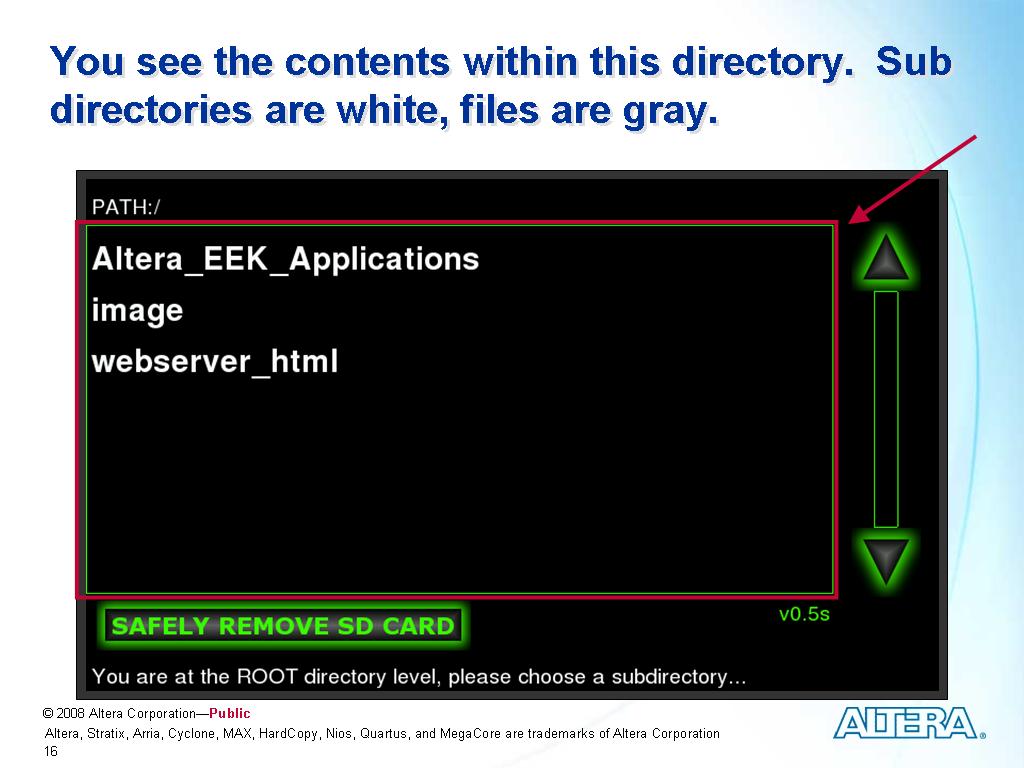 You see the contents within this directory.  Sub
directories are white, files are gray.
PATH:/
Altera_EEK_Applications
image
webserver_html
SAFELY REMOVE SD CARD
v0.5s
You are at the ROOT directory level, please choose a subdirectory...
© 2008 Altera Corporation—Public
Altera, Stratix, Arria, Cyclone, MAX, HardCopy, Nios, Quartus, and MegaCore are trademarks of Altera Corporation
16
ALTERA®